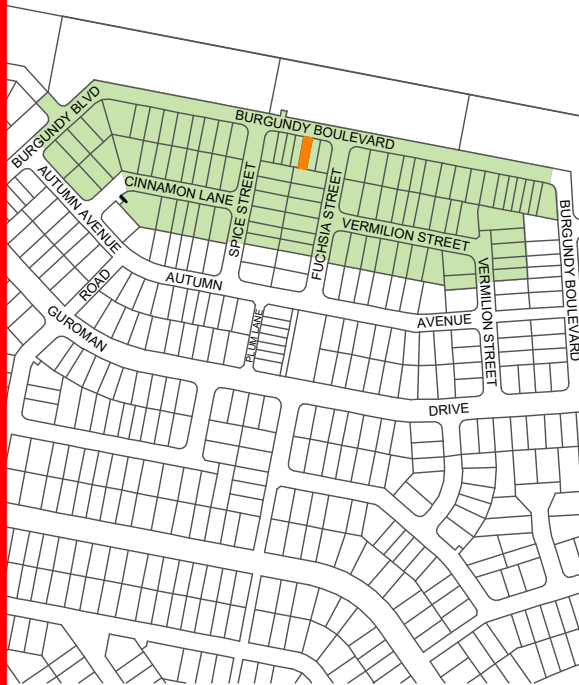 BURGUNDY BLVD
BURGUNDY BOULEVARD
CINNAMON LANE
SPICE STREET
FUCHSIA STREET
AUTUMN AVENUE
VERMILION STREET
BURGUNDY BOULEVARD
ROAD
AUTUMN
VERMILION STREET
GUROMAN
PLUM LANE
AVENUE
DRIVE